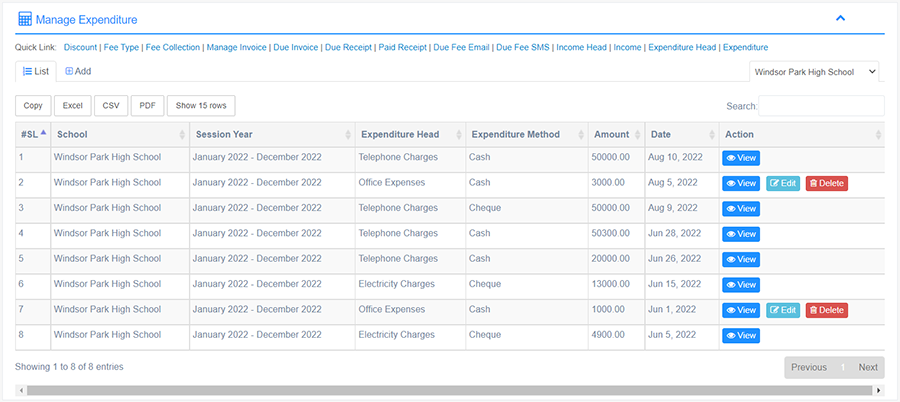 Manage Expenditure
Quick Link: Discount | Fee Type | Fee Collection | Manage Invoice | Due Invoice | Due Receipt | Paid Receipt | Due Fee Email | Due Fee SMS | Income Head | Income | Expenditure Head | Expenditure
List Add Windsor Park High School
Copy Excel CSV PDF Show 15 rows Search:
#SL School Session Year Expenditure Head Expenditure Method Amount Date Action
1 Windsor Park High School January 2022 - December 2022 Telephone Charges Cash 50000.00 Aug 10, 2022 View
2 Windsor Park High School January 2022 - December 2022 Office Expenses Cash 3000.00 Aug 5, 2022 View Edit Delete
3 Windsor Park High School January 2022 - December 2022 Telephone Charges Cheque 50000.00 Aug 9, 2022 View
4 Windsor Park High School January 2022 - December 2022 Telephone Charges Cash 50300.00 Jun 28, 2022 View
5 Windsor Park High School January 2022 - December 2022 Telephone Charges Cash 20000.00 Jun 26, 2022 View
6 Windsor Park High School January 2022 - December 2022 Electricity Charges Cheque 13000.00 Jun 15, 2022 View
7 Windsor Park High School January 2022 - December 2022 Office Expenses Cash 1000.00 Jun 1, 2022 View Edit Delete
8 Windsor Park High School January 2022 - December 2022 Electricity Charges Cheque 4900.00 Jun 5, 2022 View
Showing 1 to 8 of 8 entries Previous 1 Next